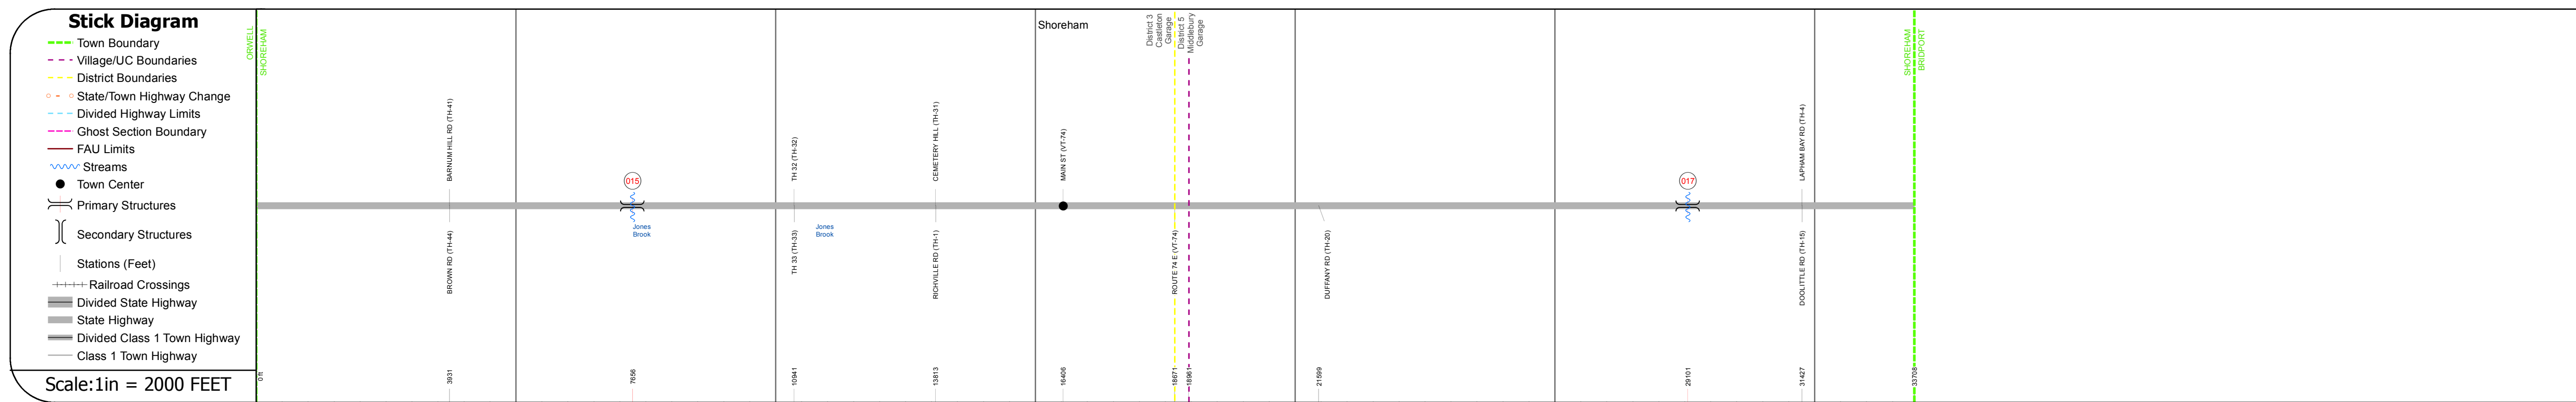 Stick Diagram
Town Boundary
Village/UC Boundaries
District Boundaries
State/Town Highway Change
Divided Highway Limits
Ghost Section Boundary
FAU Limits
Streams
Town Center
Primary Structures
Secondary Structures
Stations (Feet)
Railroad Crossings
Divided State Highway
State Highway
Divided Class 1 Town Highway
Class 1 Town Highway
Scale:1in = 2000 FEET
ORWELL
SHOREHAM
0 ft
BARNUM HILL RD (TH-41)
BROWN RD (TH-44)
3931
015
Jones
Brook
7656
TH 32 (TH-32)
TH 33 (TH-33)
Jones
Brook
10941
CEMETERY HILL (TH-31)
RICHVILLE RD (TH-1)
13813
Shoreham
MAIN ST (VT-74)
16406
District 3
Castleton
Garage
District 5
Middlebury
Garage
ROUTE 74 E (VT-74)
18671
18961
DUFFANY RD (TH-20)
21599
017
29101
LAPHAM BAY RD (TH-4)
DOOLITTLE RD (TH-15)
31427
SHOREHAM
BRIDPORT
33708